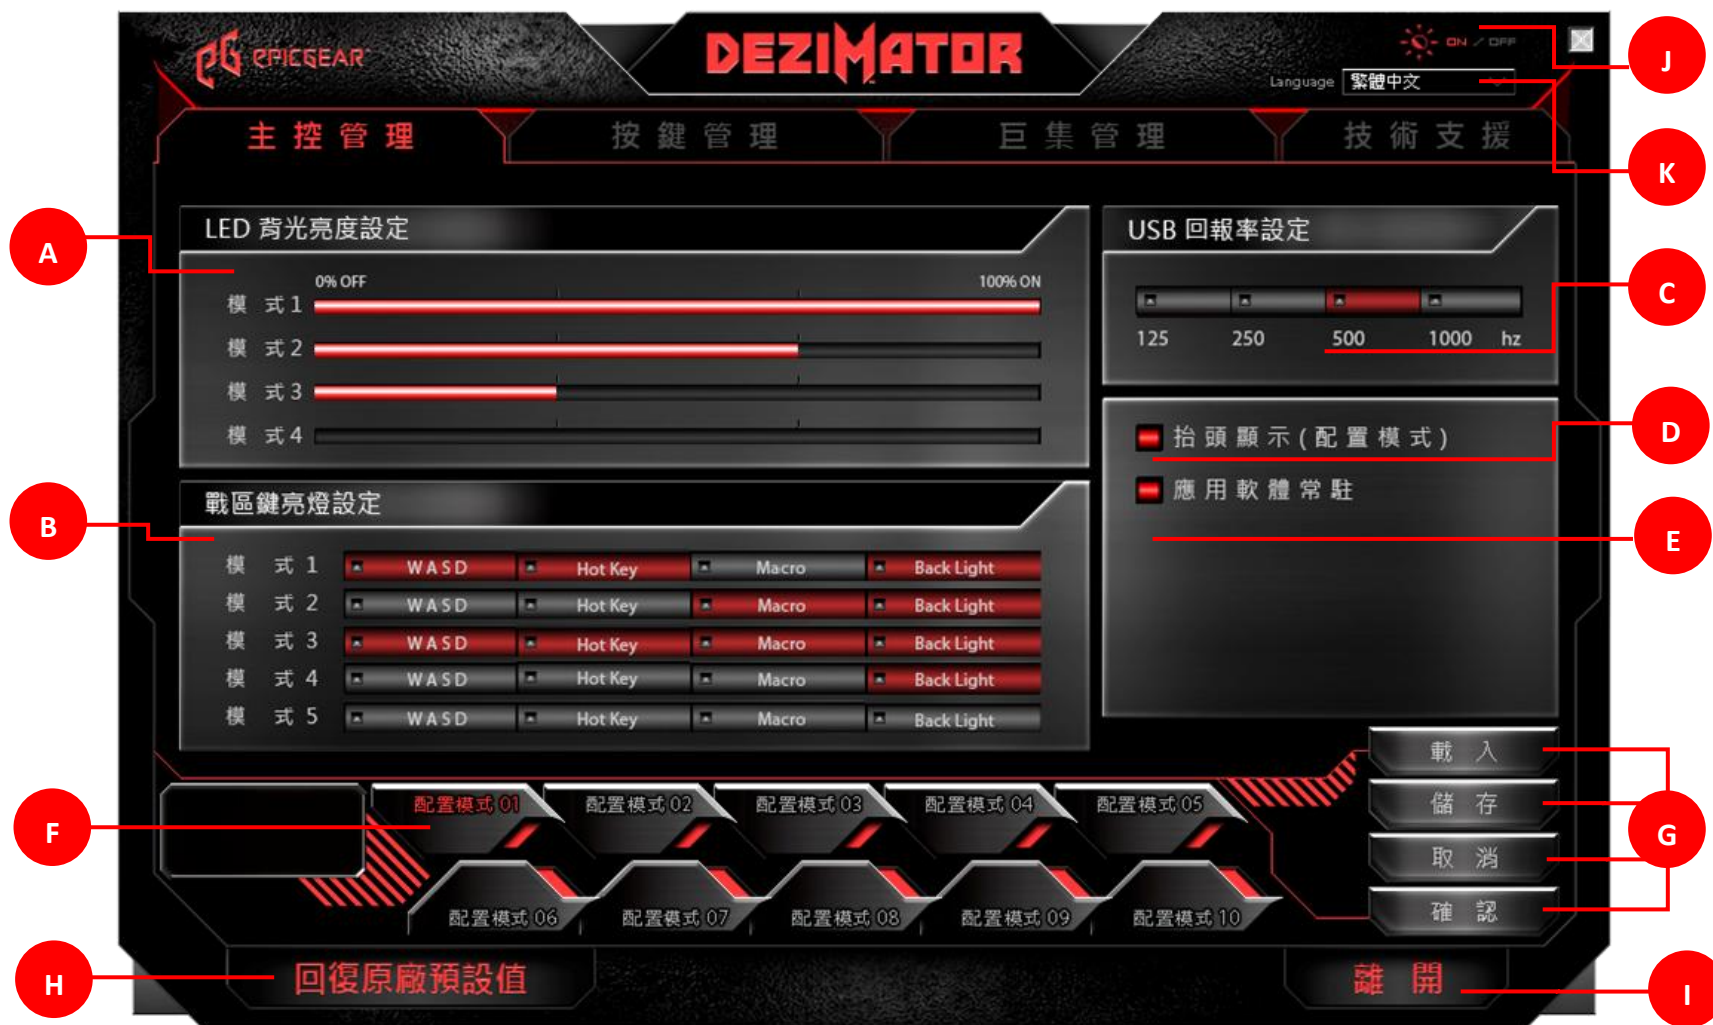 EPICGEAR
DEZIMATOR
ON / OFF
Language 繁體中文
主控管理 按鍵管理 巨集管理 技術支援
LED 背光亮度設定
0% OFF 100% ON
模 式 1
模 式 2
模 式 3
模 式 4
戰區鍵亮燈設定
模 式 1 WASD Hot Key Macro Back Light
模 式 2 WASD Hot Key Macro Back Light
模 式 3 WASD Hot Key Macro Back Light
模 式 4 WASD Hot Key Macro Back Light
模 式 5 WASD Hot Key Macro Back Light
USB 回報率設定
125 250 500 1000 hz
抬頭顯示(配置模式)
應用軟體常駐
配置模式 01 配置模式 02 配置模式 03 配置模式 04 配置模式 05
配置模式 06 配置模式 07 配置模式 08 配置模式 09 配置模式 10
載 入
儲 存
取 消
確 認
回復原廠預設值
離 開
A
B
C
D
E
F
G
H
I
J
K